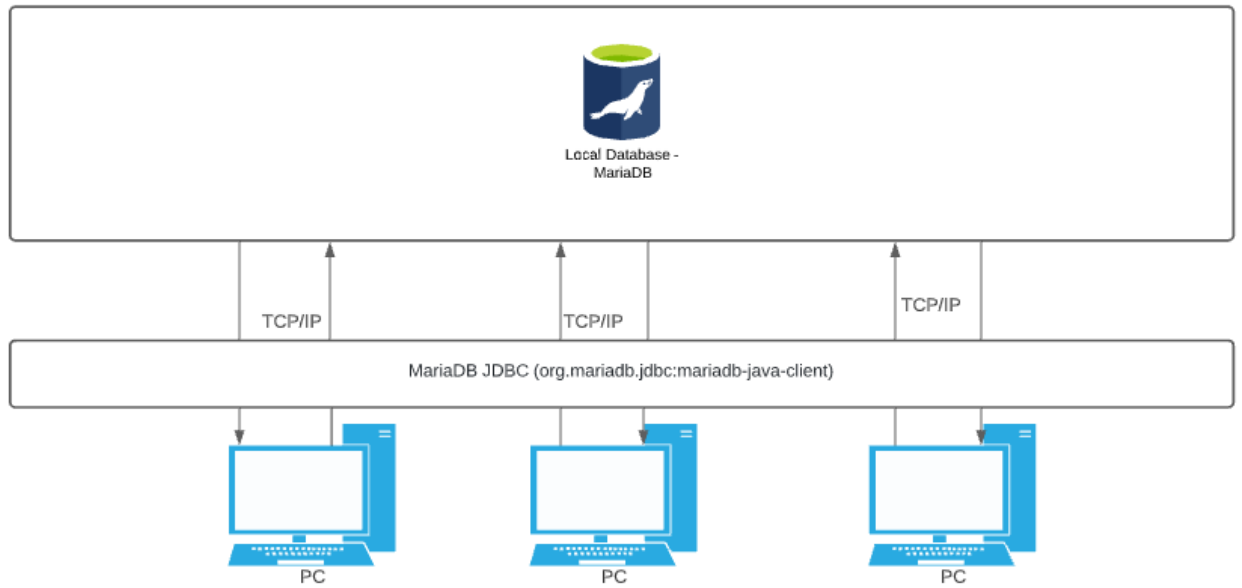 Local Database -
MariaDB
TCP/IP
TCP/IP
TCP/IP
MariaDB JDBC (org.mariadb.jdbc:mariadb-java-client)
PC
PC
PC